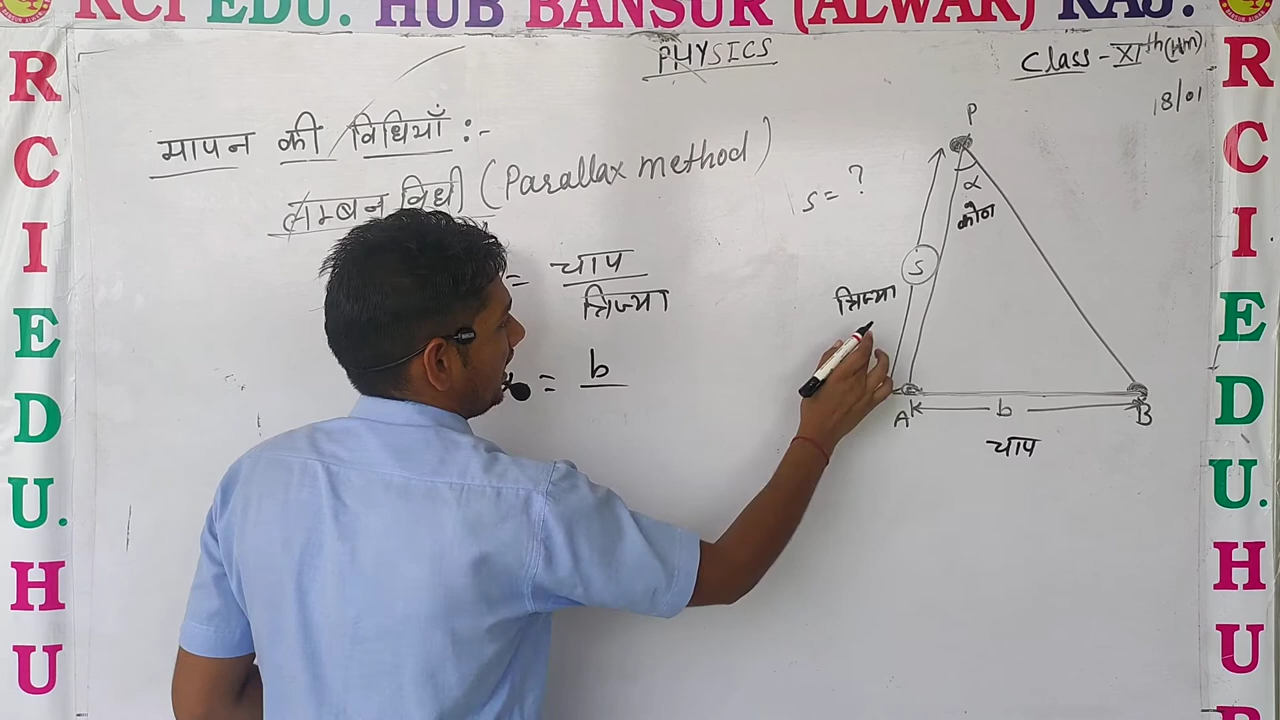 RCI EDU. HUB BANSUR (ALWAR) RAJ.
PHYSICS
Class - XIth (HM)
18/01
मापन की विधियाँ :-
लम्बन विधी (Parallax method)
= चाप
त्रिज्या
= b
S = ?
P
α
कोण
S
त्रिज्या
A
b
B
चाप
R
C
I
E
D
U.
H
U
R
C
I
E
D
U.
H
U